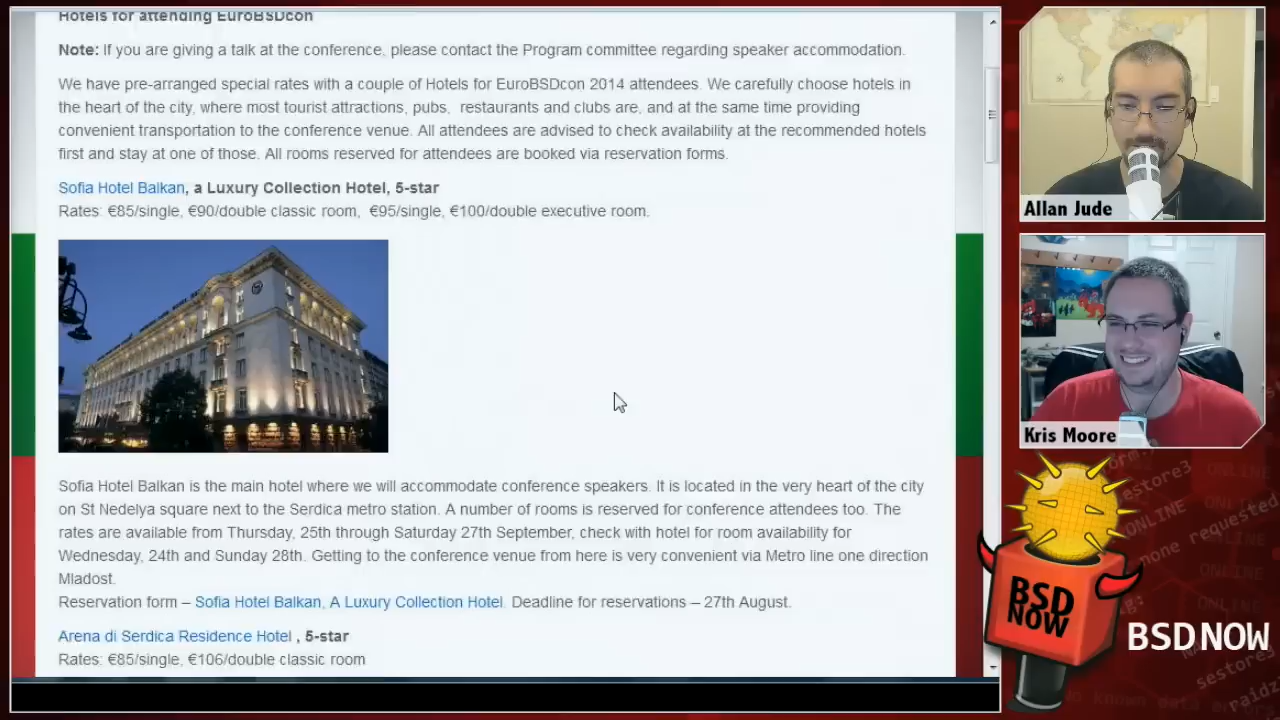 Hotels for attending EuroBSDcon
Note: If you are giving a talk at the conference, please contact the Program committee regarding speaker accommodation.
We have pre-arranged special rates with a couple of Hotels for EuroBSDcon 2014 attendees. We carefully choose hotels in
the heart of the city, where most tourist attractions, pubs, restaurants and clubs are, and at the same time providing
convenient transportation to the conference venue. All attendees are advised to check availability at the recommended hotels
first and stay at one of those. All rooms reserved for attendees are booked via reservation forms.
Sofia Hotel Balkan, a Luxury Collection Hotel, 5-star
Rates: €85/single, €90/double classic room, €95/single, €100/double executive room.
Sofia Hotel Balkan is the main hotel where we will accommodate conference speakers. It is located in the very heart of the city
on St Nedelya square next to the Serdica metro station. A number of rooms is reserved for conference attendees too. The
rates are available from Thursday, 25th through Saturday 27th September, check with hotel for room availability for
Wednesday, 24th and Sunday 28th. Getting to the conference venue from here is very convenient via Metro line one direction
Mladost.
Reservation form – Sofia Hotel Balkan, A Luxury Collection Hotel. Deadline for reservations – 27th August.
Arena di Serdica Residence Hotel , 5-star
Rates: €85/single, €106/double classic room
Allan Jude
Kris Moore
BSD
NOW
BSDNOW
estore3
ONLINE
none requested
ONLINE
ONLINE